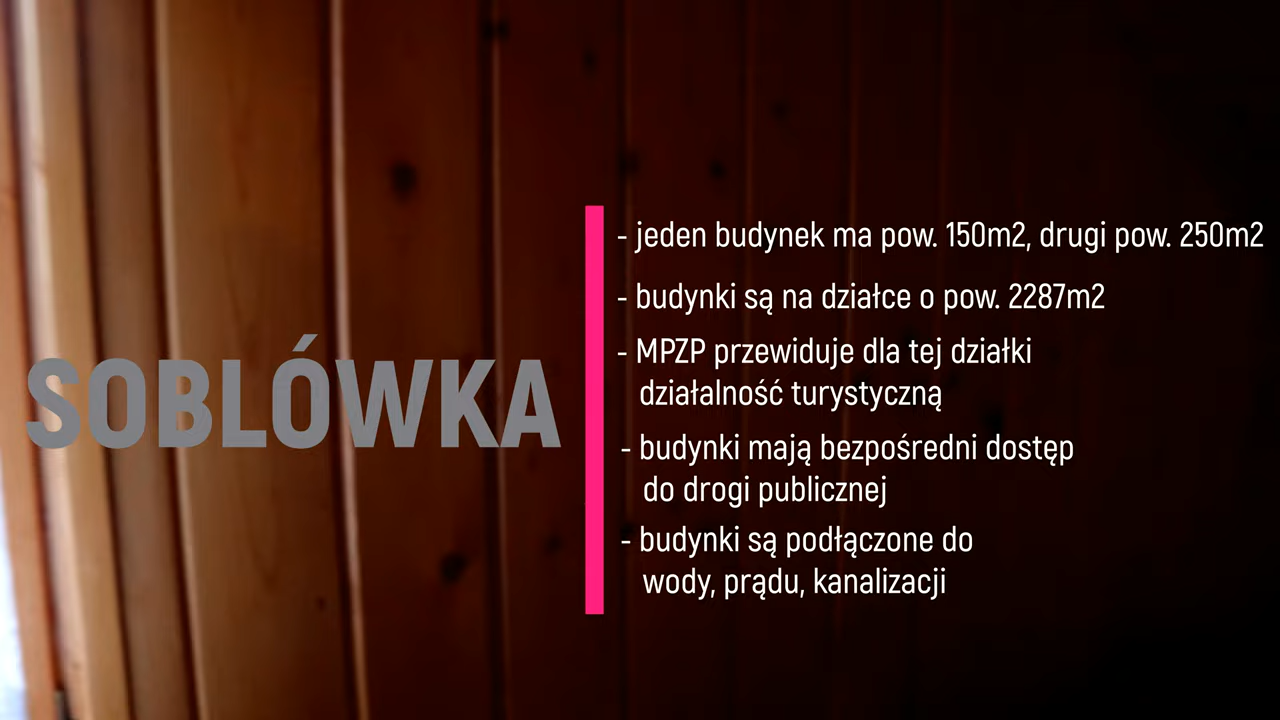 SOBLÓWKA
- jeden budynek ma pow. 150m2, drugi pow. 250m2
- budynki są na działce o pow. 2287m2
- MPZP przewiduje dla tej działki
działalność turystyczną
- budynki mają bezpośredni dostęp
do drogi publicznej
- budynki są podłączone do
wody, prądu, kanalizacji